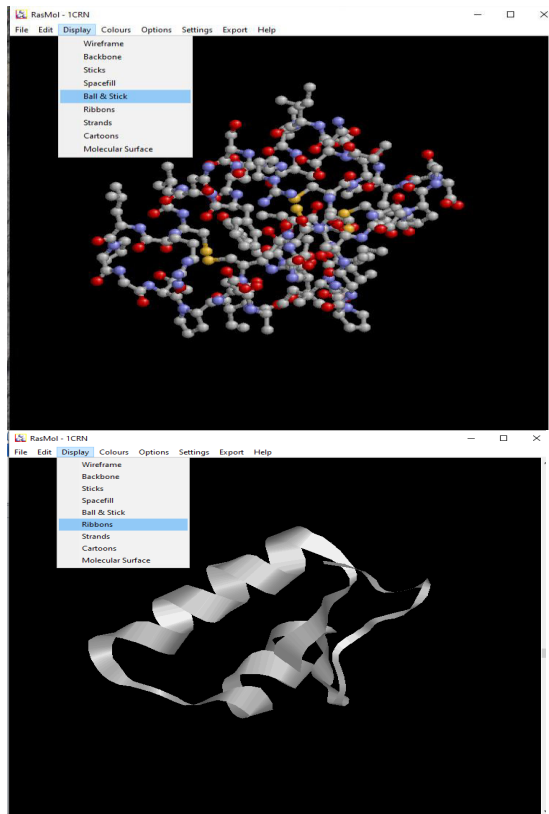 RasMol - 1CRN
File Edit Display Colours Options Settings Export Help
Wireframe
Backbone
Sticks
Spacefill
Ball & Stick
Ribbons
Strands
Cartoons
Molecular Surface
RasMol - 1CRN
File Edit Display Colours Options Settings Export Help
Wireframe
Backbone
Sticks
Spacefill
Ball & Stick
Ribbons
Strands
Cartoons
Molecular Surface